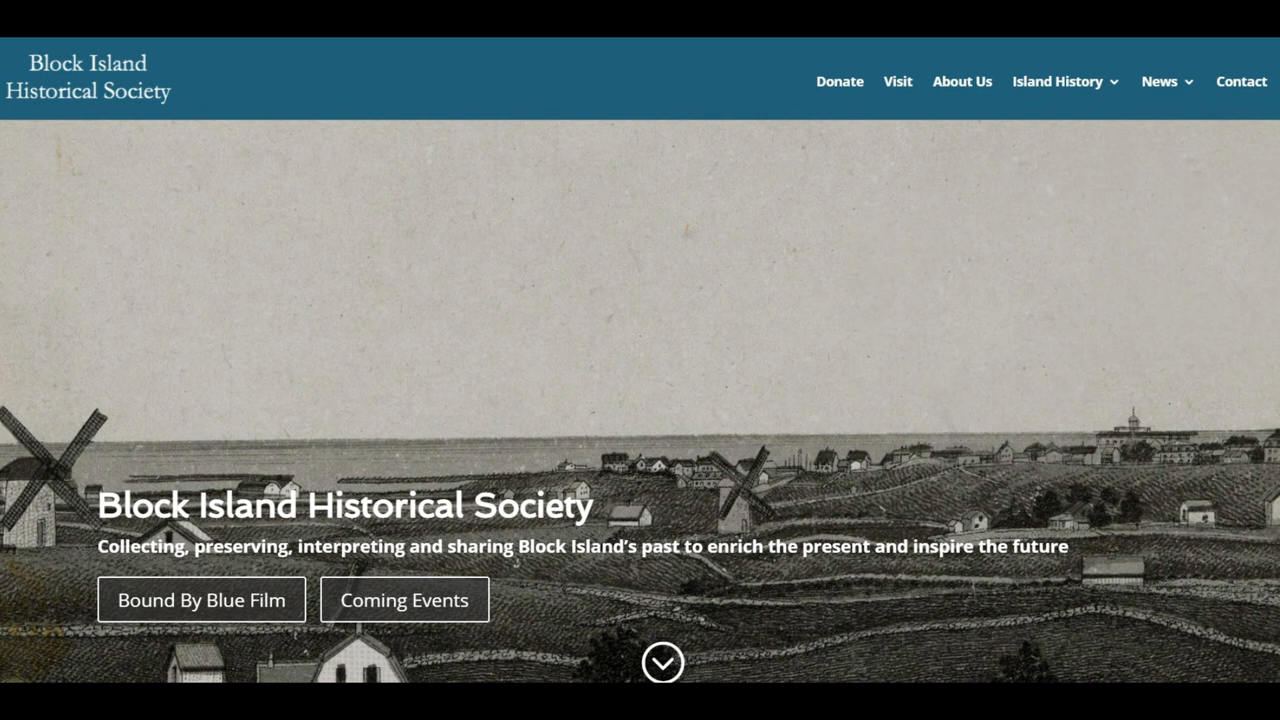 Block Island
Historical Society
Donate Visit About Us Island History News Contact
Block Island Historical Society
Collecting, preserving, interpreting and sharing Block Island’s past to enrich the present and inspire the future
Bound By Blue Film Coming Events